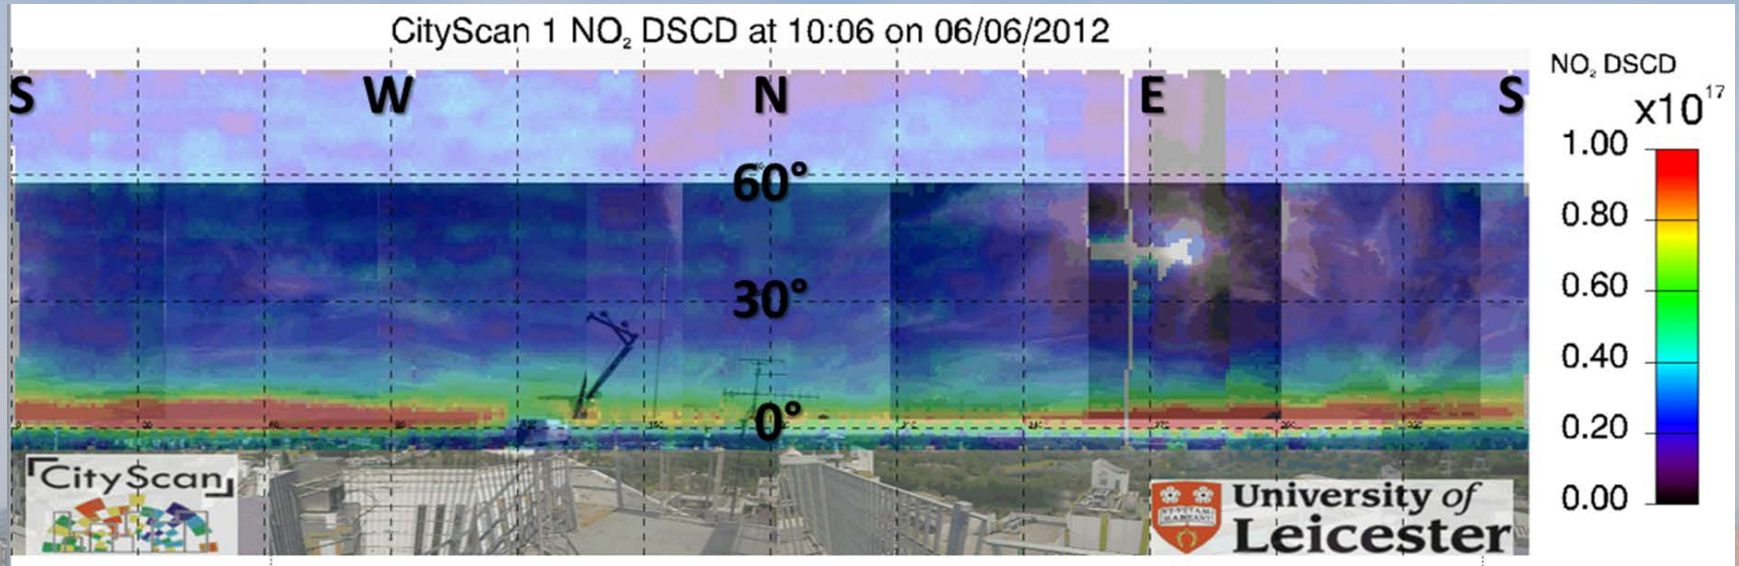 CityScan 1 NO₂ DSCD at 10:06 on 06/06/2012
NO₂ DSCD
x10¹⁷
S W N E S
60°
30°
0°
1.00
0.80
0.60
0.40
0.20
0.00
CityScan
University of
Leicester